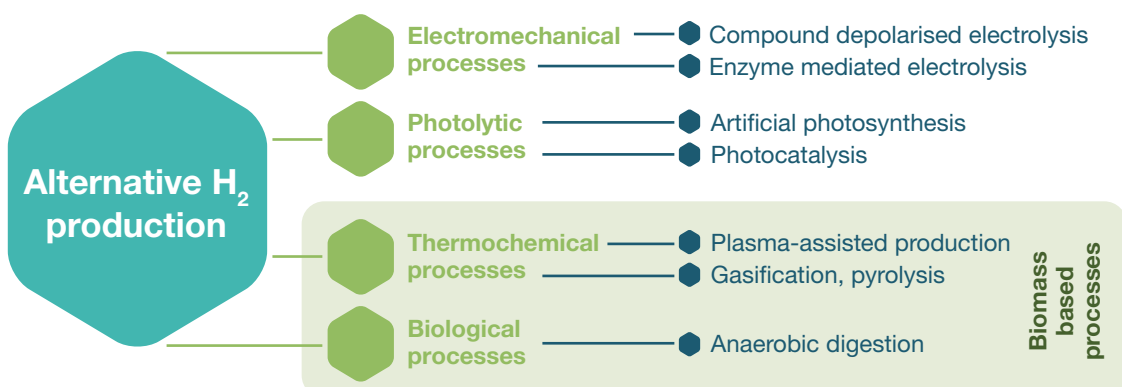 Alternative H₂
production
Electromechanical
processes
Compound depolarised electrolysis
Enzyme mediated electrolysis
Photolytic
processes
Artificial photosynthesis
Photocatalysis
Thermochemical
processes
Plasma-assisted production
Gasification, pyrolysis
Biological
processes
Anaerobic digestion
Biomass
based
processes